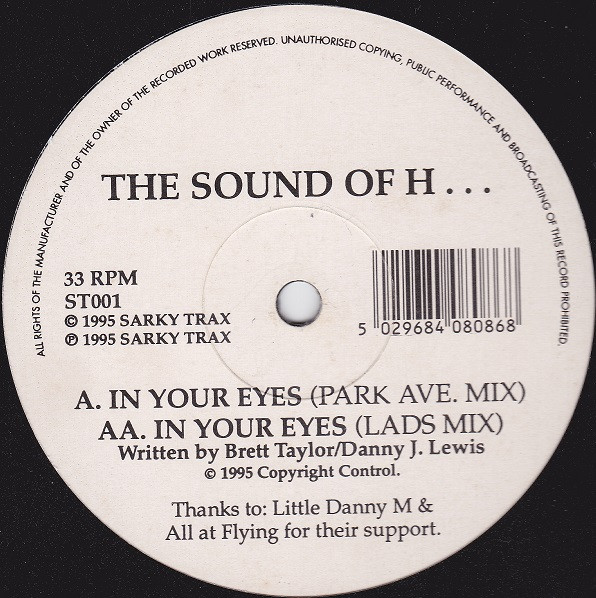 ALL RIGHTS OF THE MANUFACTURER AND OF THE OWNER OF THE RECORDED WORK RESERVED. UNAUTHORISED COPYING, PUBLIC PERFORMANCE AND BROADCASTING OF THIS RECORD PROHIBITED.
THE SOUND OF H...
33 RPM
ST001
© 1995 SARKY TRAX
℗ 1995 SARKY TRAX
5 029684 080868
A. IN YOUR EYES (PARK AVE. MIX)
AA. IN YOUR EYES (LADS MIX)
Written by Brett Taylor/Danny J. Lewis
© 1995 Copyright Control.
Thanks to: Little Danny M &
All at Flying for their support.